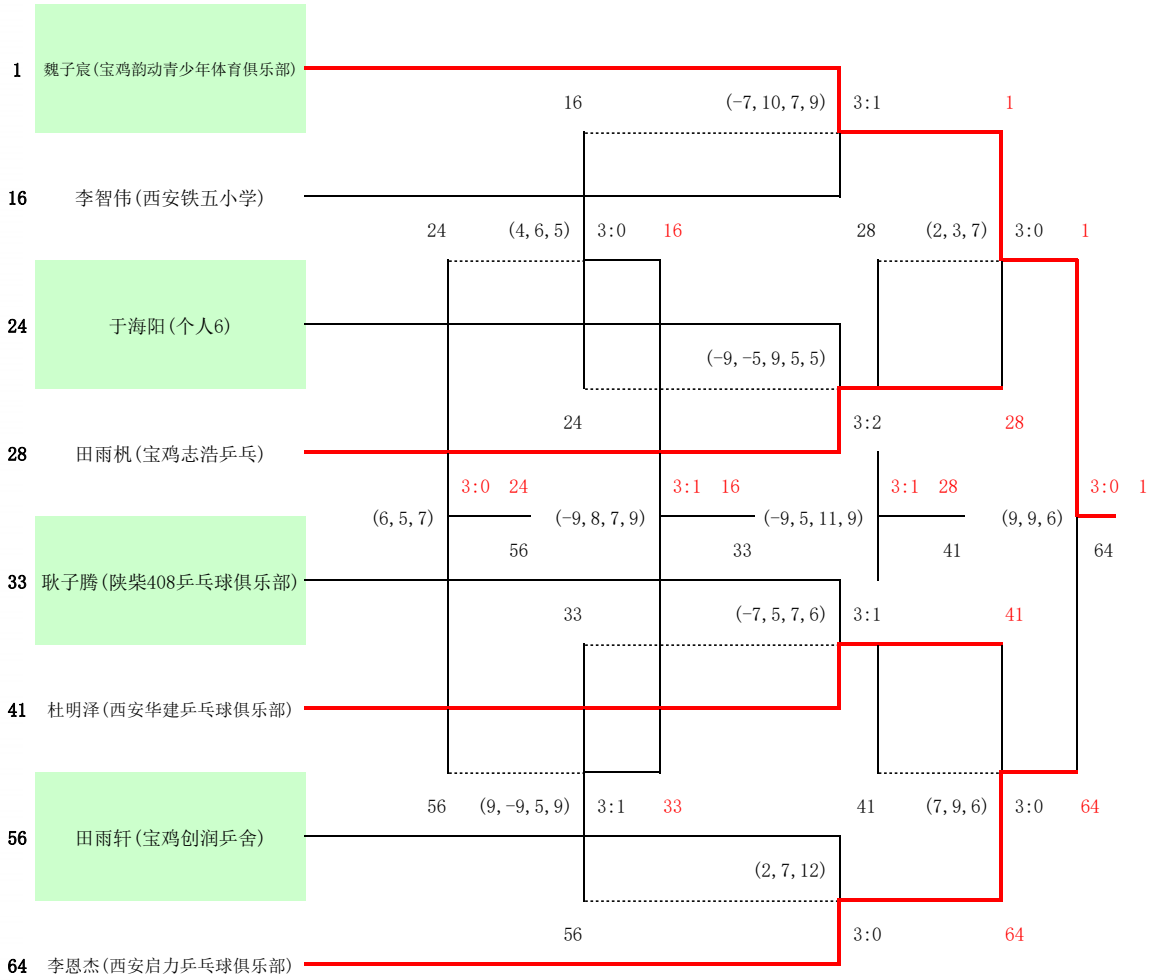 1 魏子宸(宝鸡韵动青少年体育俱乐部)
16 (-7,10,7,9) 3:1 1
16 李智伟(西安铁五小学)
24 (4,6,5) 3:0 16 28 (2,3,7) 3:0 1
24 于海阳(个人6)
(-9,-5,9,5,5)
24 3:2 28
28 田雨枫(宝鸡志浩乒乓)
3:0 24 3:1 16 3:1 28 3:0 1
(6,5,7) (-9,8,7,9) (-9,5,11,9) (9,9,6)
56 33 41 64
33 耿子腾(陕柴408乒乓球俱乐部)
33 (-7,5,7,6) 3:1 41
41 杜明泽(西安华建乒乓球俱乐部)
56 (9,-9,5,9) 3:1 33 41 (7,9,6) 3:0 64
56 田雨轩(宝鸡创润乒舍)
(2,7,12)
56 3:0 64
64 李恩杰(西安启力乒乓球俱乐部)